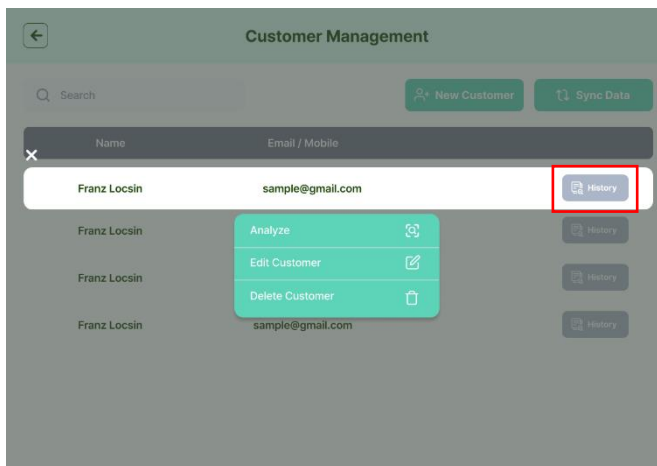 Customer Management
Search
New Customer
Sync Data
Name Email / Mobile
Franz Locsin sample@gmail.com History
Franz Locsin History
Analyze
Edit Customer
Franz Locsin History
Delete Customer
Franz Locsin sample@gmail.com History